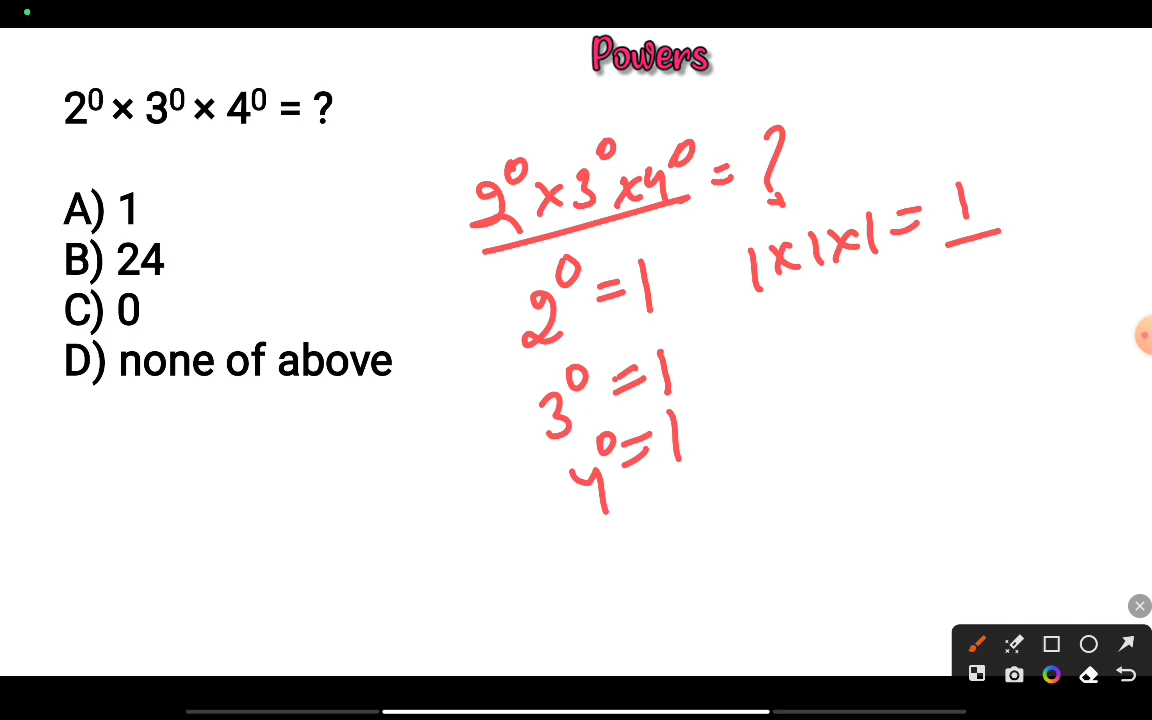 Powers
2⁰ × 3⁰ × 4⁰ = ?
A) 1
B) 24
C) 0
D) none of above
2⁰ × 3⁰ × 4⁰ = ?
1 × 1 × 1 = 1
2⁰ = 1
3⁰ = 1
4⁰ = 1